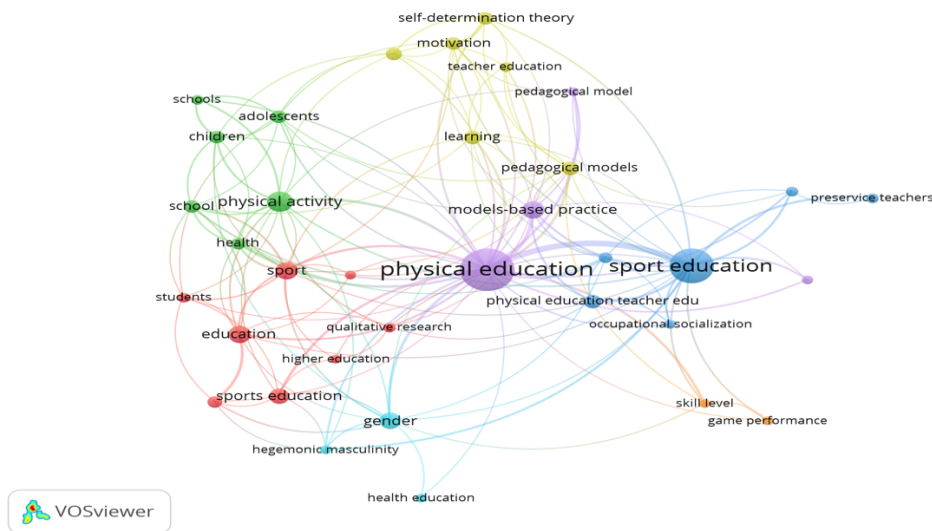 self-determination theory
motivation
teacher education
pedagogical model
schools
adolescents
children
learning
pedagogical models
preservice teachers
school
physical activity
models-based practice
health
sport
physical education
sport education
students
physical education teacher edu
education
qualitative research
occupational socialization
higher education
sports education
skill level
gender
game performance
hegemonic masculinity
health education
VOSviewer